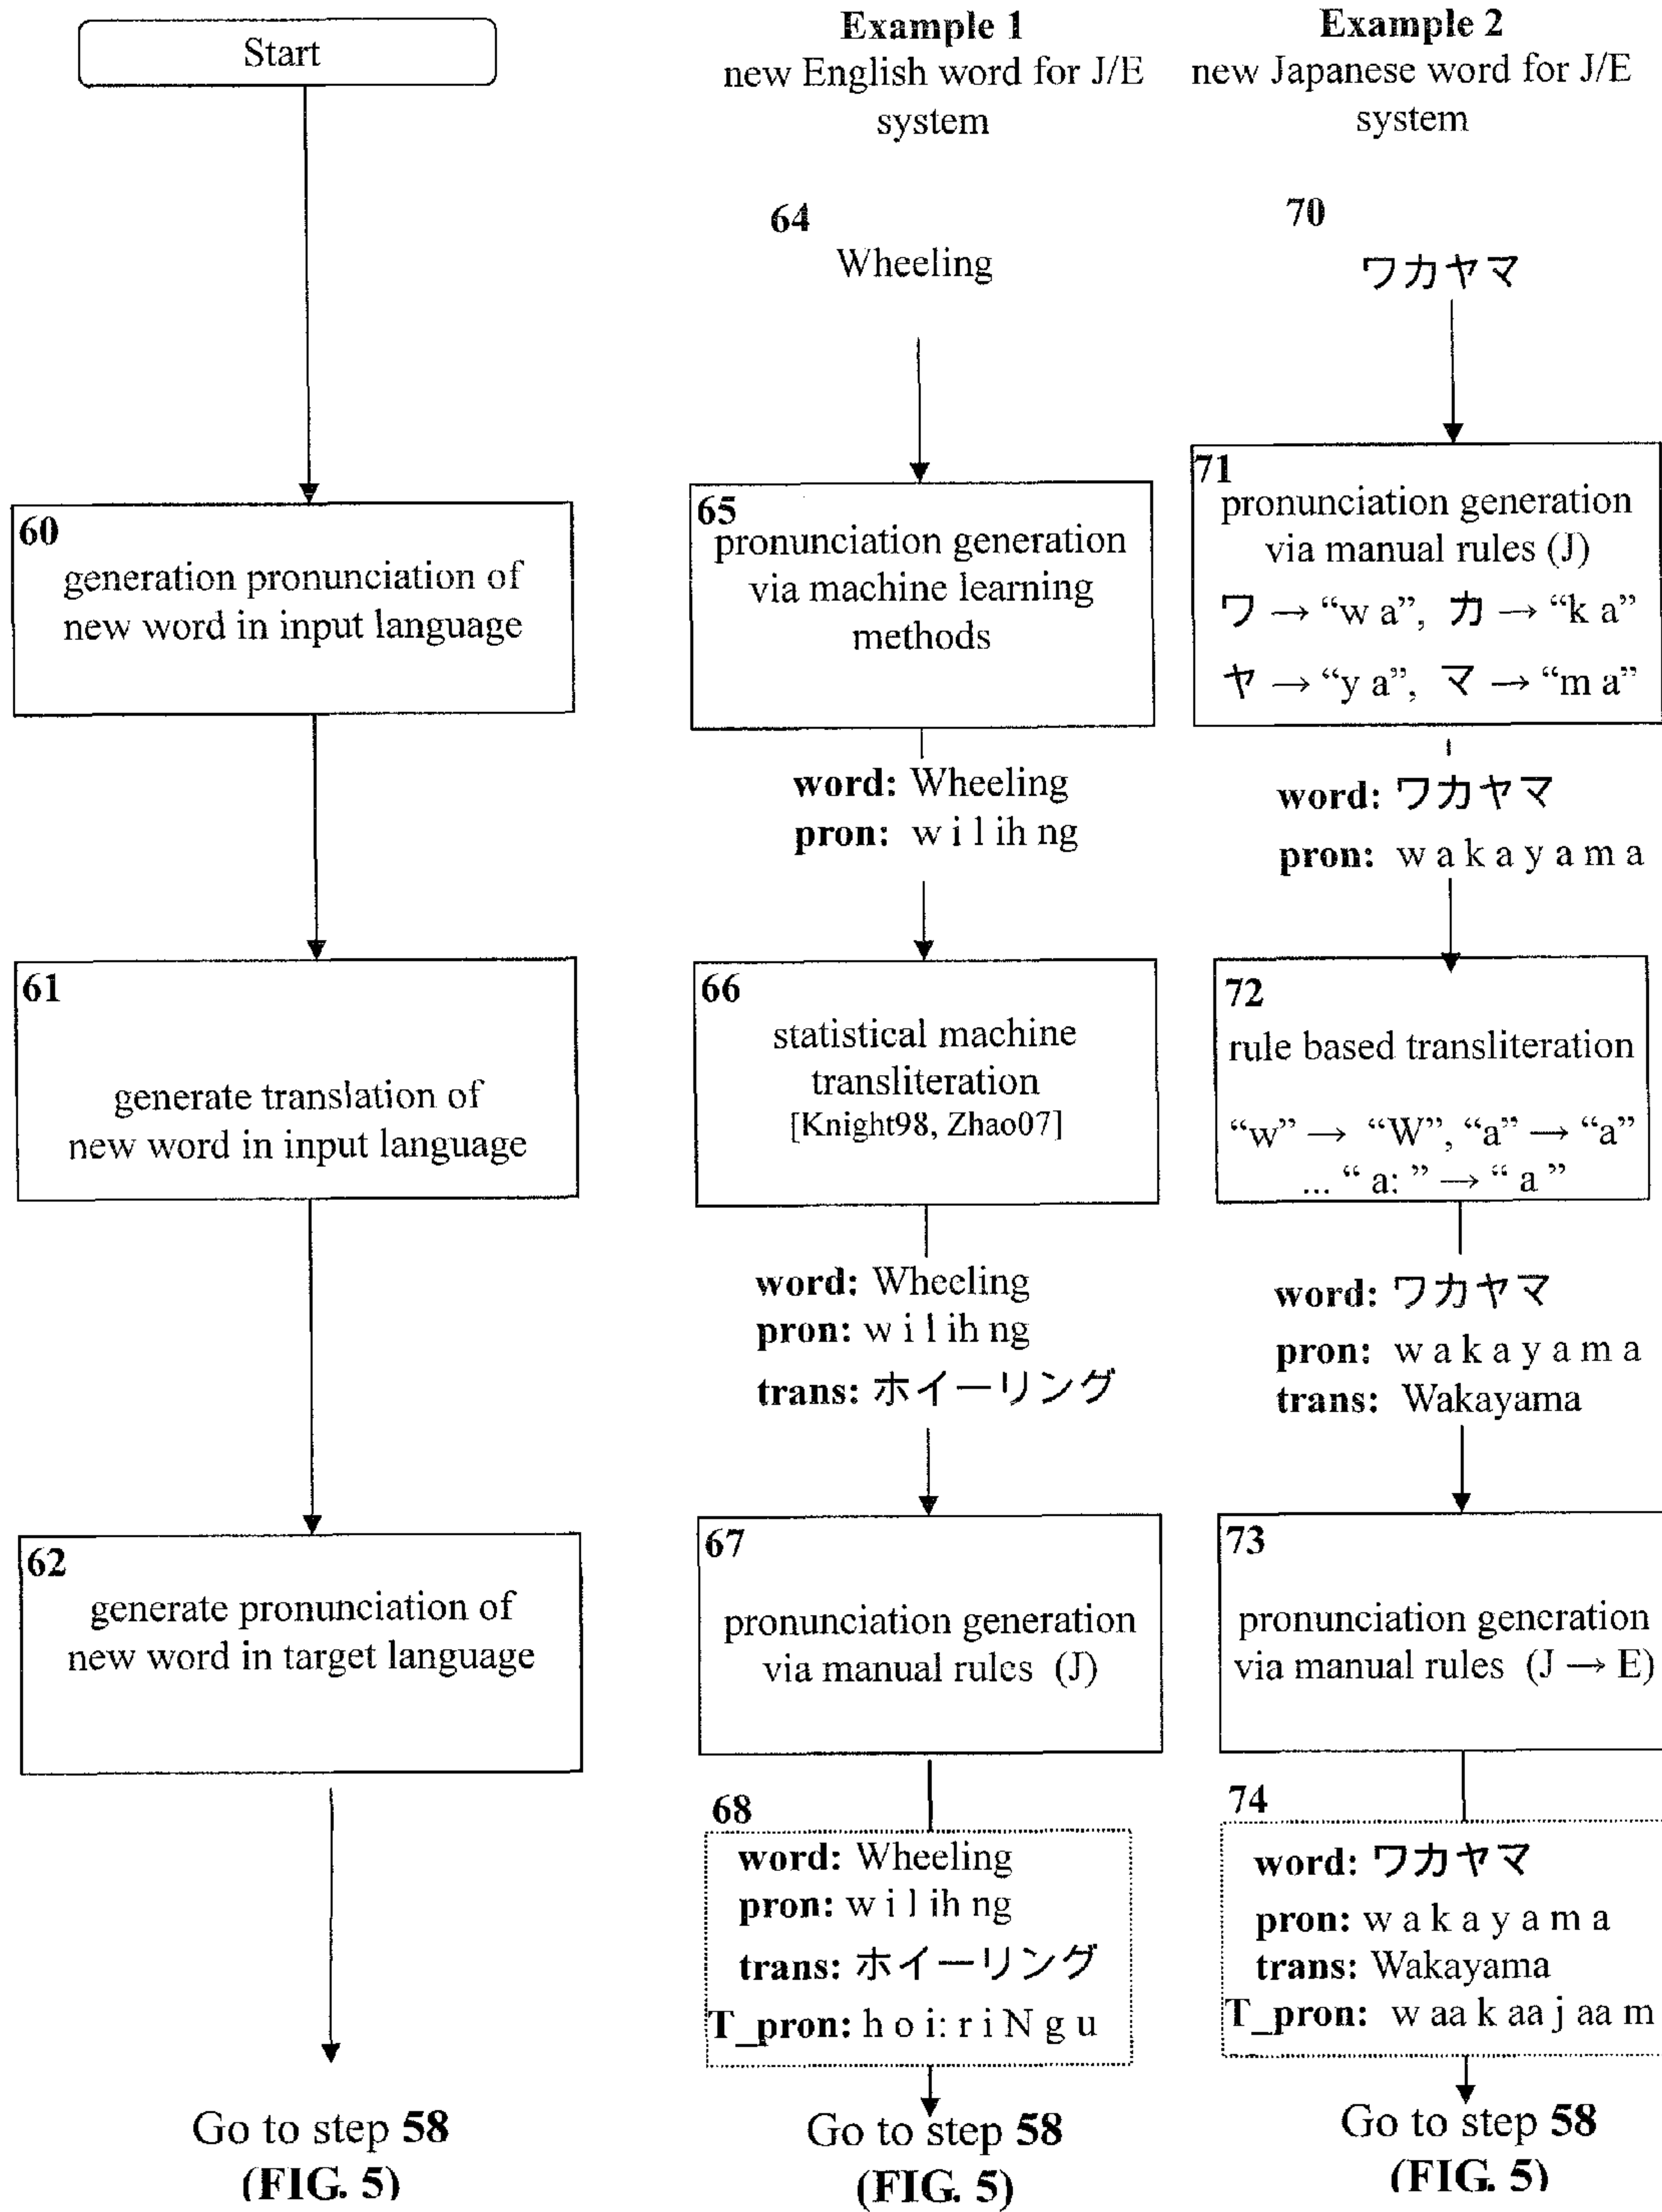 Start
60
generation pronunciation of
new word in input language
61
generate translation of
new word in input language
62
generate pronunciation of
new word in target language
Go to step 58
(FIG. 5)
Example 1
new English word for J/E
system
64
Wheeling
65
pronunciation generation
via machine learning
methods
word: Wheeling
pron: w i l ih ng
66
statistical machine
transliteration
[Knight98, Zhao07]
word: Wheeling
pron: w i l ih ng
trans: ホイーリング
67
pronunciation generation
via manual rules (J)
68
word: Wheeling
pron: w i l ih ng
trans: ホイーリング
T_pron: h o i: r i N g u
Go to step 58
(FIG. 5)
Example 2
new Japanese word for J/E
system
70
ワカヤマ
71
pronunciation generation
via manual rules (J)
ワ → “w a”, カ → “k a”
ヤ → “y a”, マ → “m a”
word: ワカヤマ
pron: w a k a y a m a
72
rule based transliteration
“w” → “W”, “a” → “a”
... “ a: ” → “ a ”
word: ワカヤマ
pron: w a k a y a m a
trans: Wakayama
73
pronunciation generation
via manual rules (J → E)
74
word: ワカヤマ
pron: w a k a y a m a
trans: Wakayama
T_pron: w aa k aa j aa m
Go to step 58
(FIG. 5)